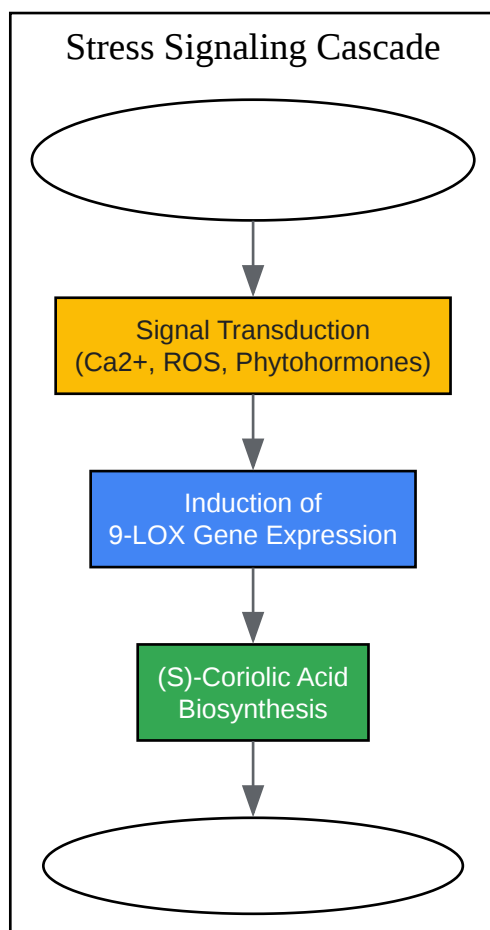 Stress Signaling Cascade
Signal Transduction
(Ca2+, ROS, Phytohormones)
Induction of
9-LOX Gene Expression
(S)-Coriolic Acid
Biosynthesis